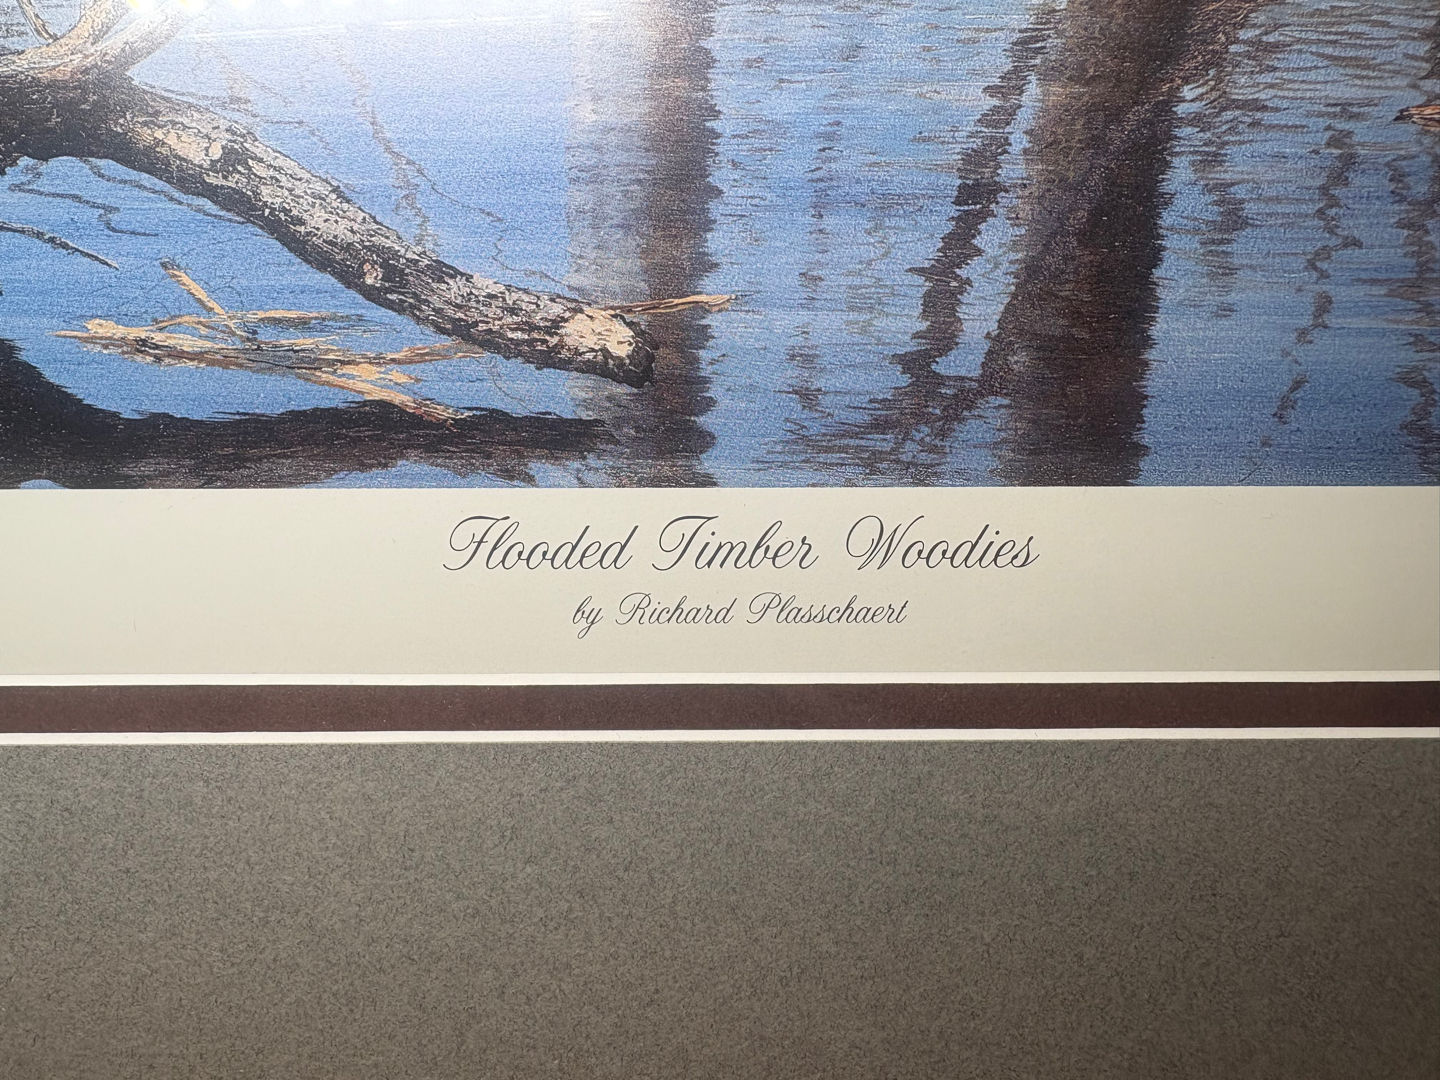 Flooded Timber Woodies
by Richard Plasschaert